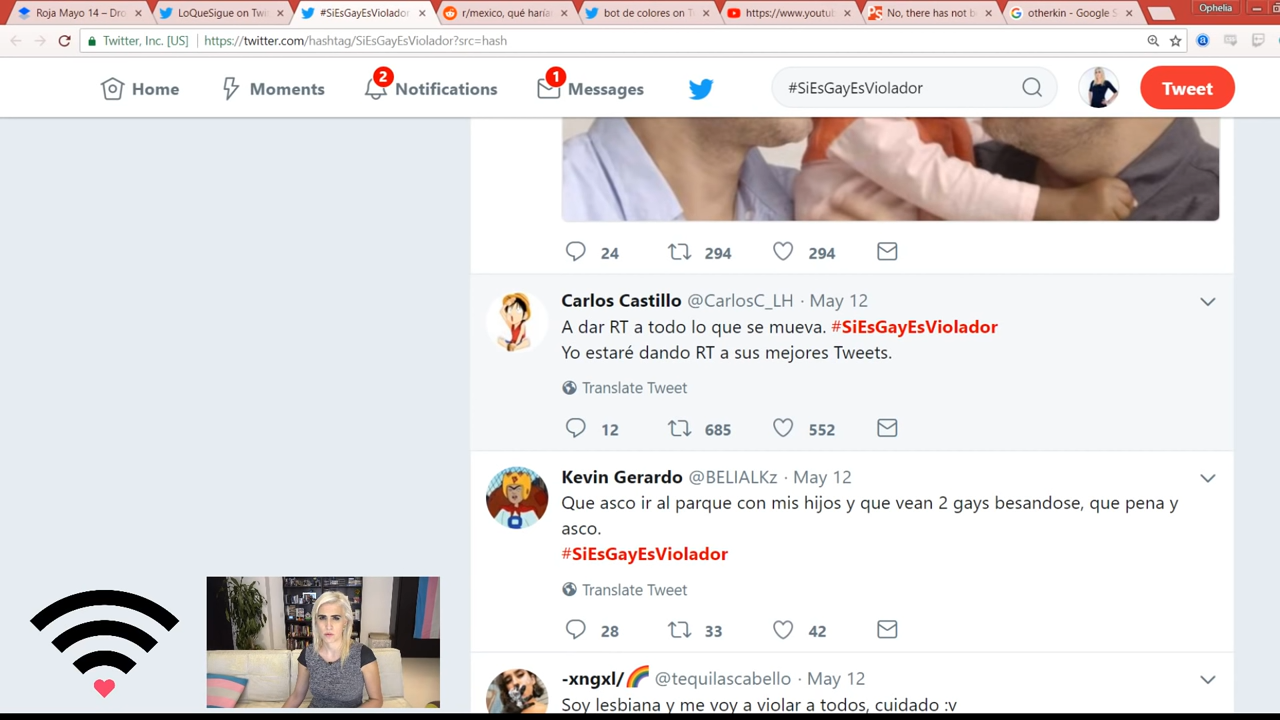 Roja Mayo 14 – Dro
LoQueSigue on Twi
#SiEsGayEsViolador
r/mexico, qué haría
bot de colores on T
https://www.youtu
No, there has not b
otherkin - Google S
Ophelia
Twitter, Inc. [US]
https://twitter.com/hashtag/SiEsGayEsViolador?src=hash
Home
Moments
2
Notifications
1
Messages
#SiEsGayEsViolador
Tweet
24
294
294
Carlos Castillo @CarlosC_LH · May 12
A dar RT a todo lo que se mueva. #SiEsGayEsViolador
Yo estaré dando RT a sus mejores Tweets.
Translate Tweet
12
685
552
Kevin Gerardo @BELIALKz · May 12
Que asco ir al parque con mis hijos y que vean 2 gays besandose, que pena y
asco.
#SiEsGayEsViolador
Translate Tweet
28
33
42
-xngxl/🌈 @tequilascabello · May 12
Soy lesbiana y me voy a violar a todos, cuidado :v